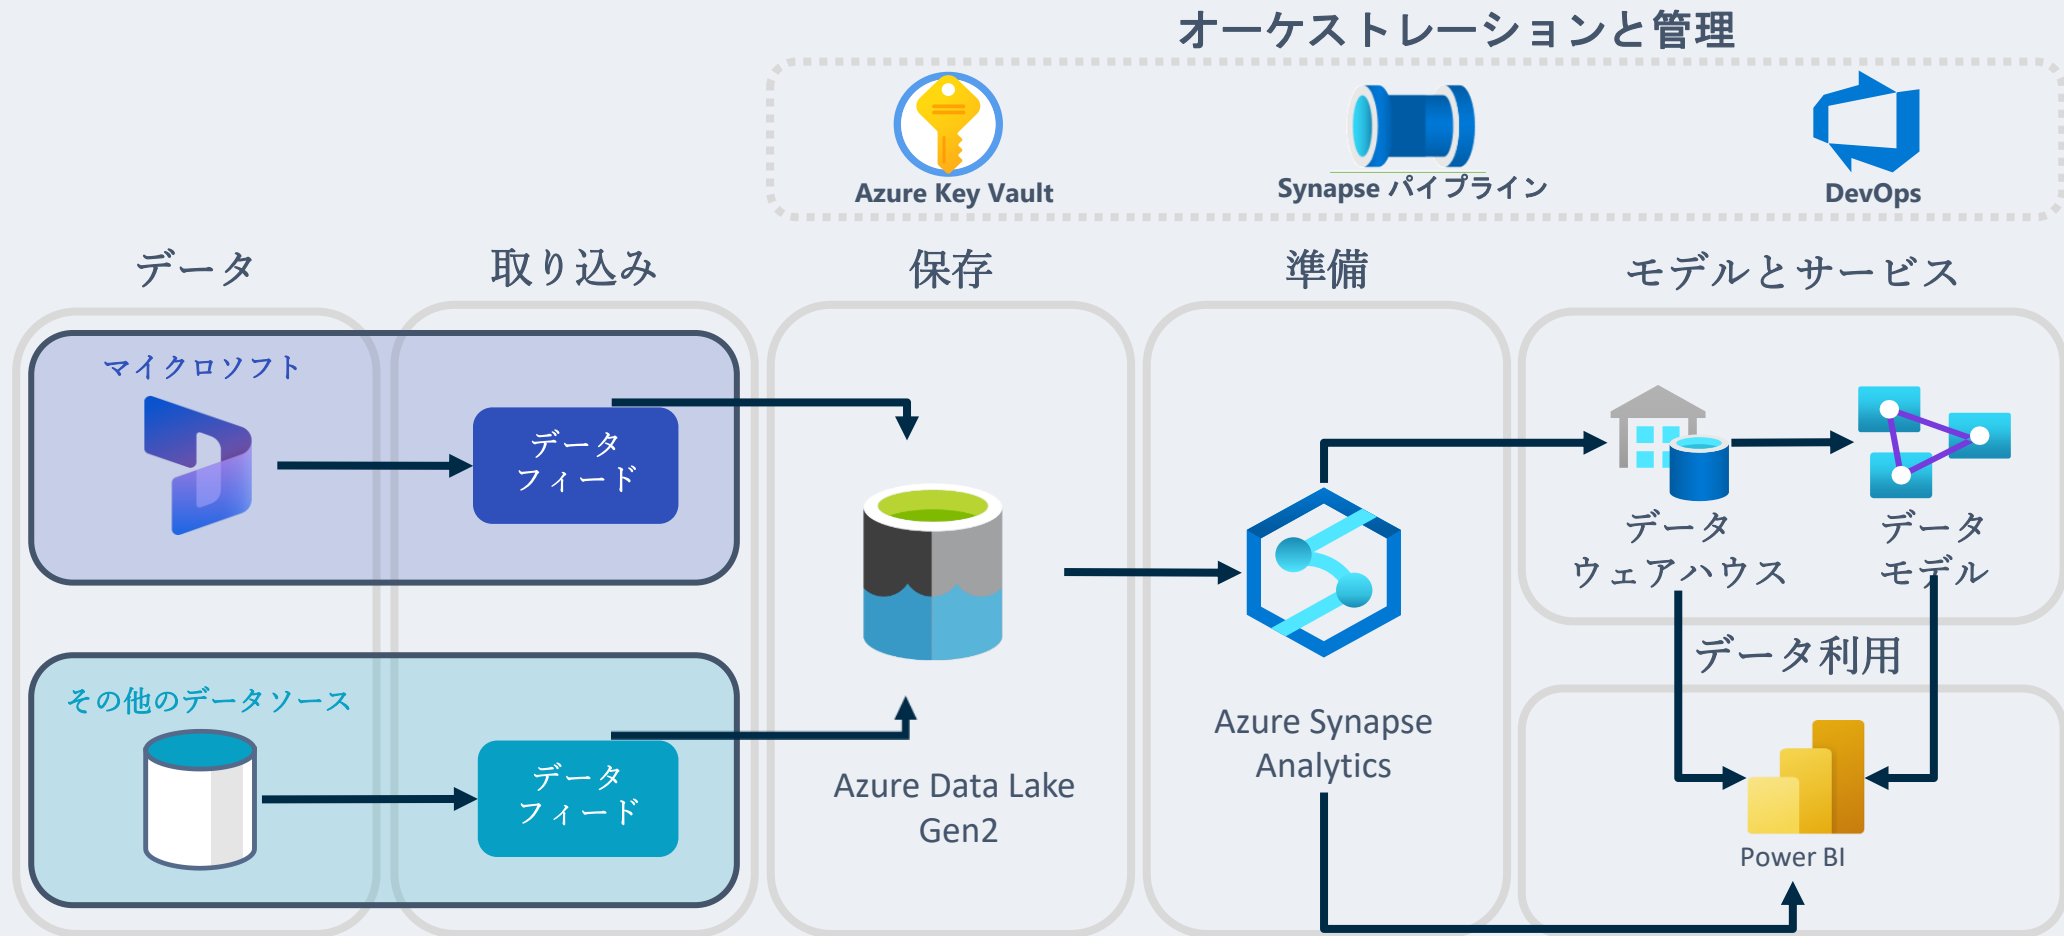 オーケストレーションと管理
Azure Key Vault
Synapse パイプライン
DevOps
データ
取り込み
保存
準備
モデルとサービス
マイクロソフト
データ
フィード
その他のデータソース
データ
フィード
Azure Data Lake
Gen2
Azure Synapse
Analytics
データ
ウェアハウス
データ
モデル
データ利用
Power BI